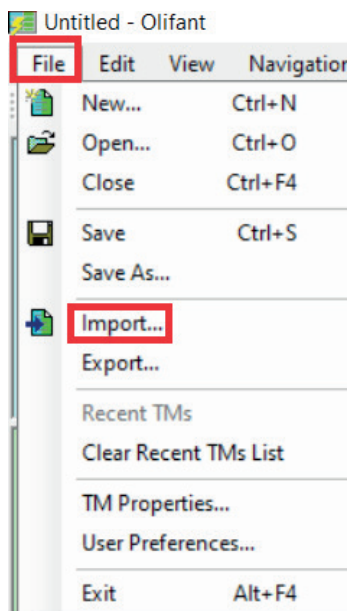 Untitled - Olifant
File Edit View Navigation
New... Ctrl+N
Open... Ctrl+O
Close Ctrl+F4
Save Ctrl+S
Save As...
Import...
Export...
Recent TMs
Clear Recent TMs List
TM Properties...
User Preferences...
Exit Alt+F4